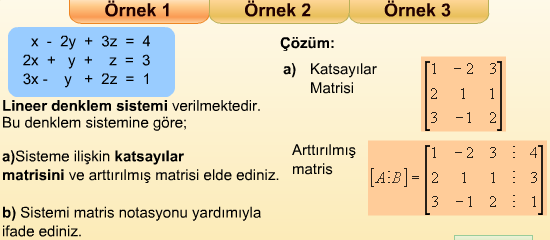 Örnek 1
Örnek 2
Örnek 3
x - 2y + 3z = 4
2x + y + z = 3
3x - y + 2z = 1
Lineer denklem sistemi verilmektedir.
Bu denklem sistemine göre;
a)Sisteme ilişkin katsayılar
matrisini ve arttırılmış matrisi elde ediniz.
b) Sistemi matris notasyonu yardımıyla
ifade ediniz.
Çözüm:
a) Katsayılar
Matrisi
1 -2 3
2 1 1
3 -1 2
Arttırılmış
matris
[A⋮B] =
1 -2 3 ⋮ 4
2 1 1 ⋮ 3
3 -1 2 ⋮ 1